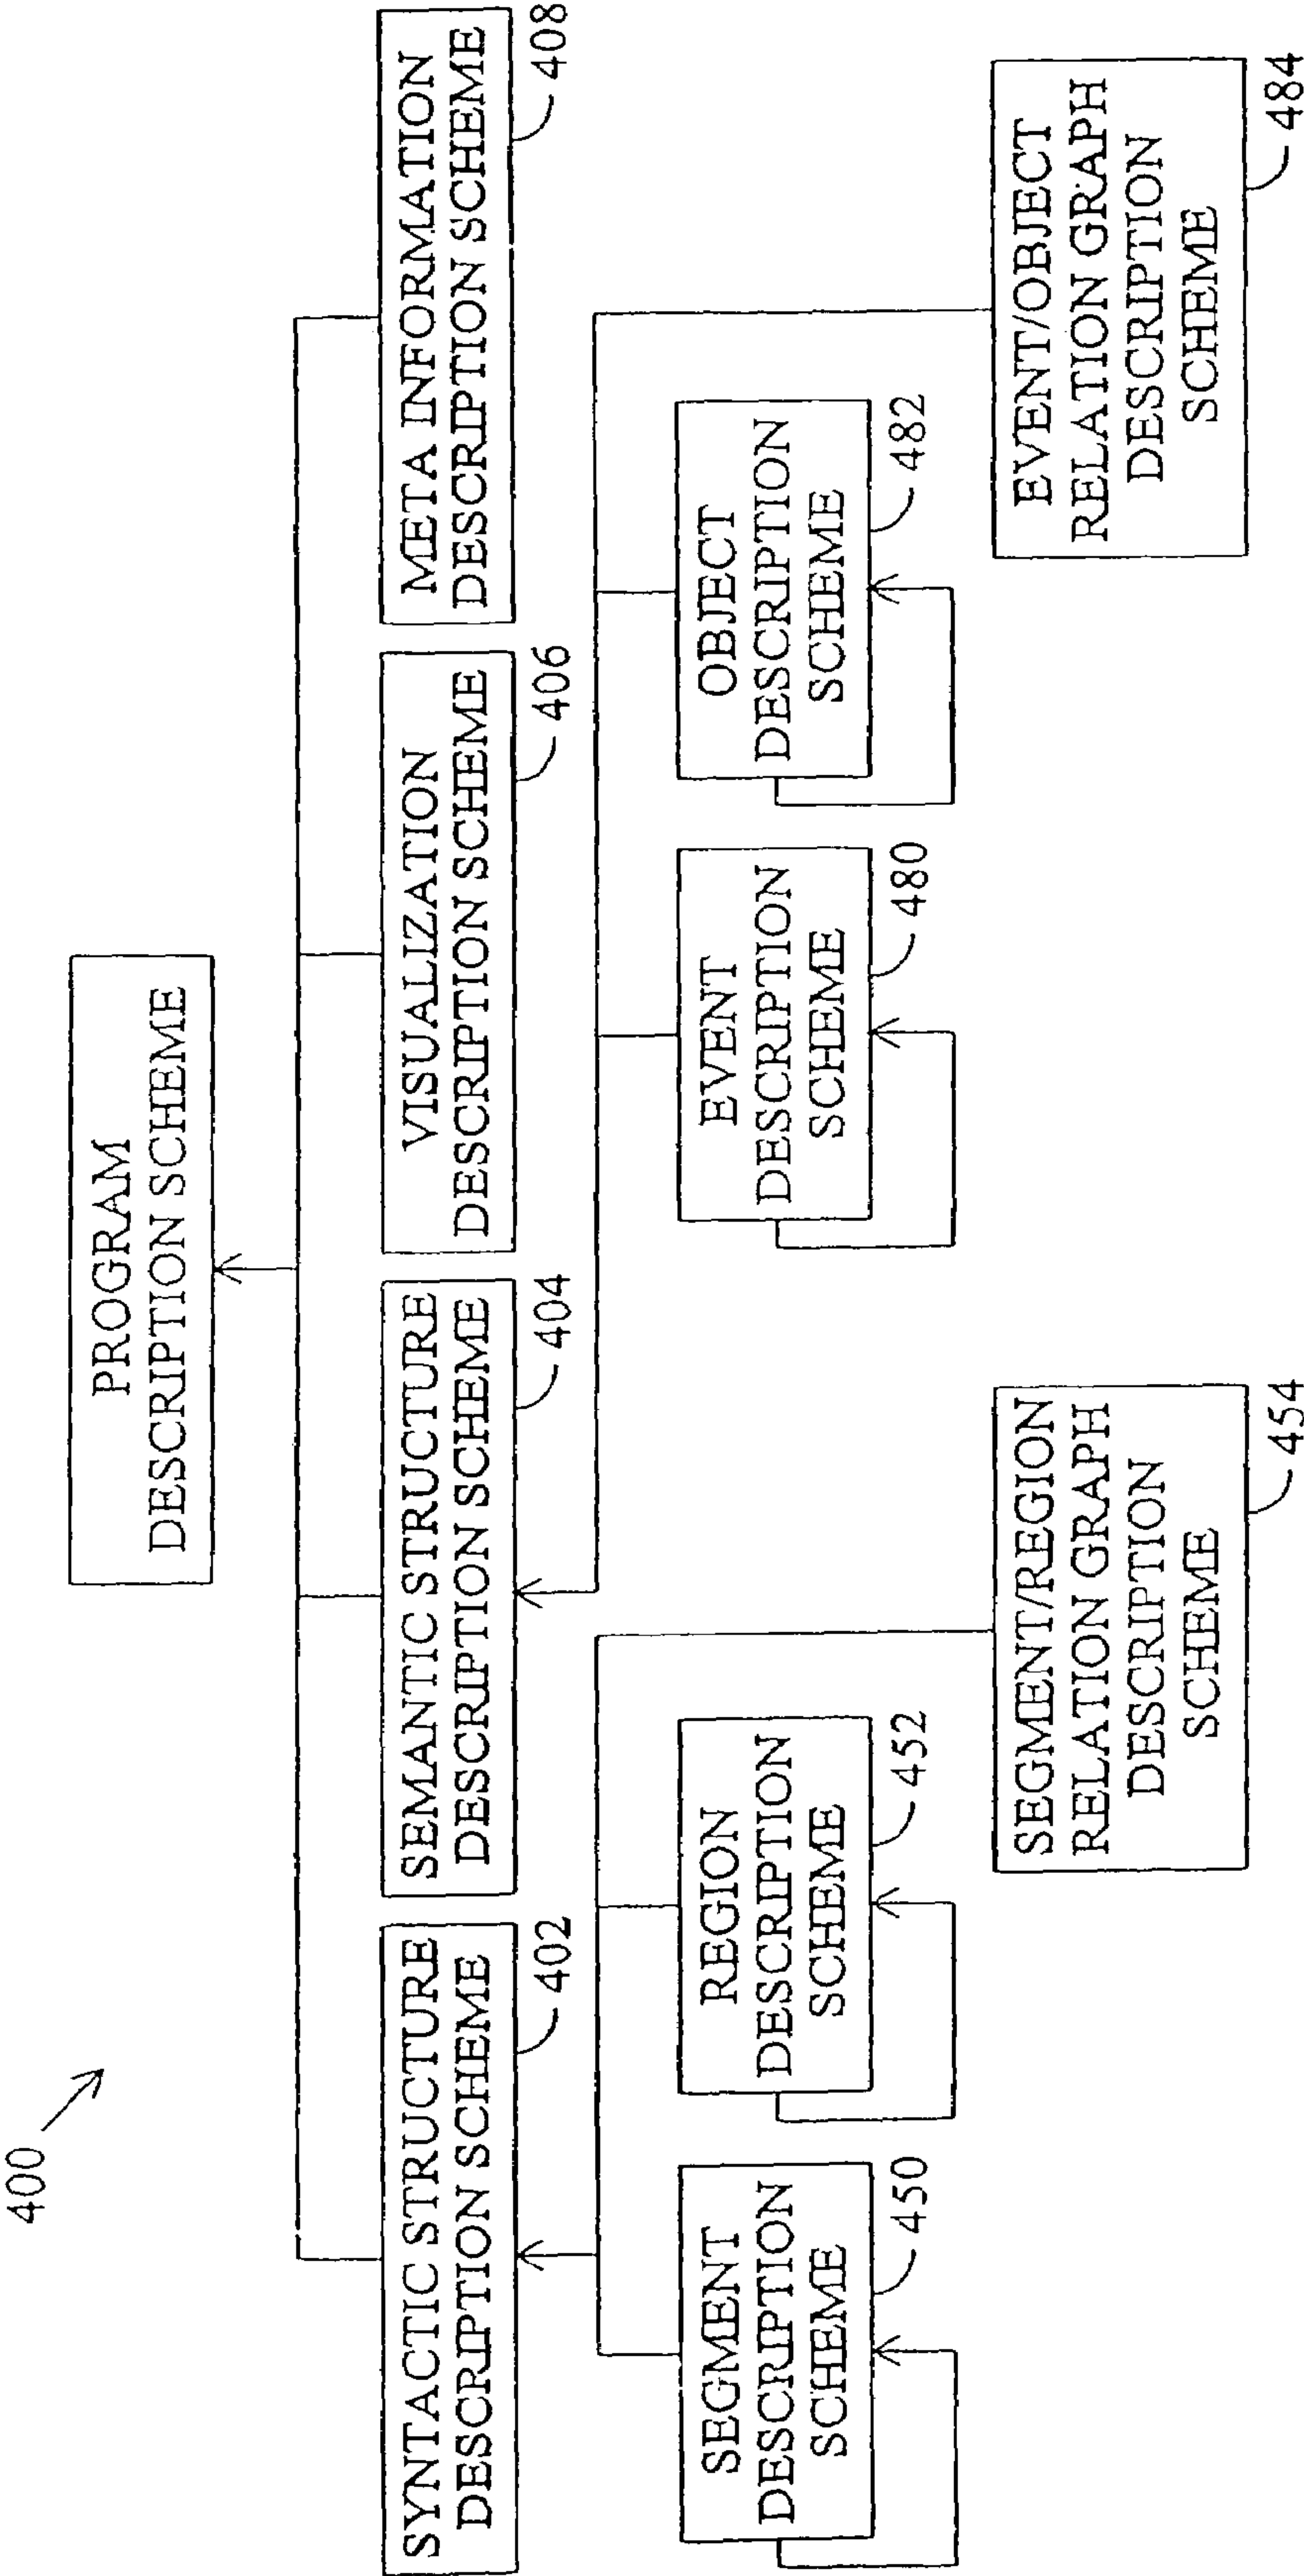 400
PROGRAM
DESCRIPTION SCHEME
SYNTACTIC STRUCTURE
DESCRIPTION SCHEME
402
SEMANTIC STRUCTURE
DESCRIPTION SCHEME
404
VISUALIZATION
DESCRIPTION SCHEME
406
META INFORMATION
DESCRIPTION SCHEME
408
SEGMENT
DESCRIPTION
SCHEME
450
REGION
DESCRIPTION
SCHEME
452
EVENT
DESCRIPTION
SCHEME
480
OBJECT
DESCRIPTION
SCHEME
482
SEGMENT/REGION
RELATION GRAPH
DESCRIPTION
SCHEME
454
EVENT/OBJECT
RELATION GRAPH
DESCRIPTION
SCHEME
484